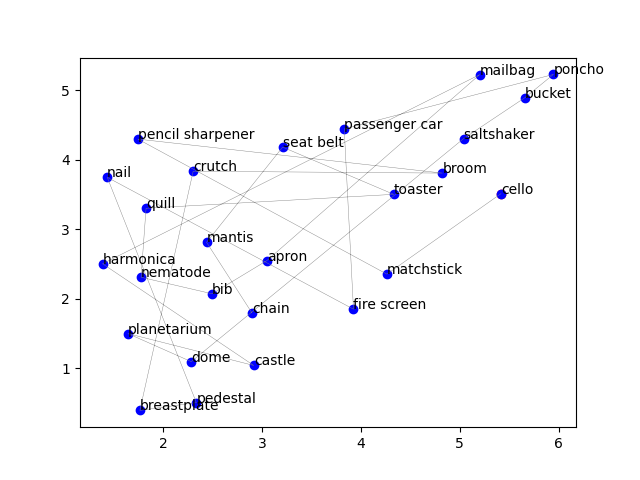 mailbag
poncho
bucket
5
passenger car
pencil sharpener
seat belt
saltshaker
4
crutch
broom
nail
toaster
cello
quill
3
mantis
apron
harmonica
nematode
matchstick
bib
2
chain
fire screen
planetarium
dome
castle
1
pedestal
breastplate
2 3 4 5 6